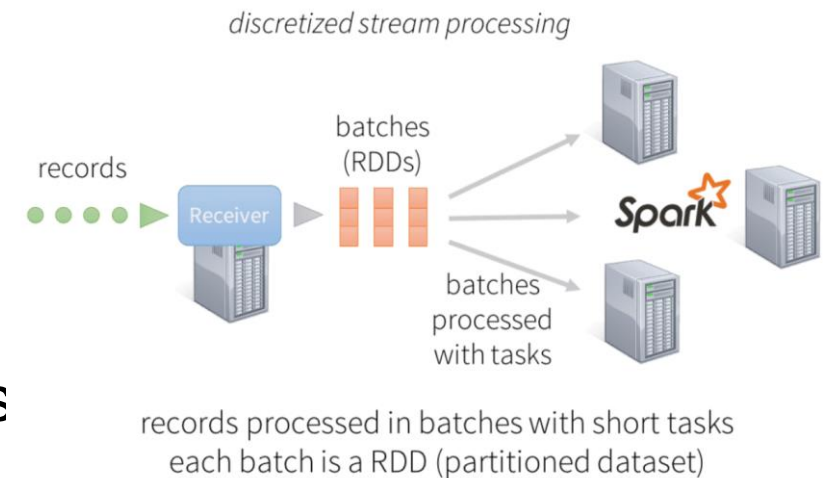 discretized stream processing
records
Receiver
batches
(RDDs)
Spark
batches
processed
with tasks
s
records processed in batches with short tasks
each batch is a RDD (partitioned dataset)